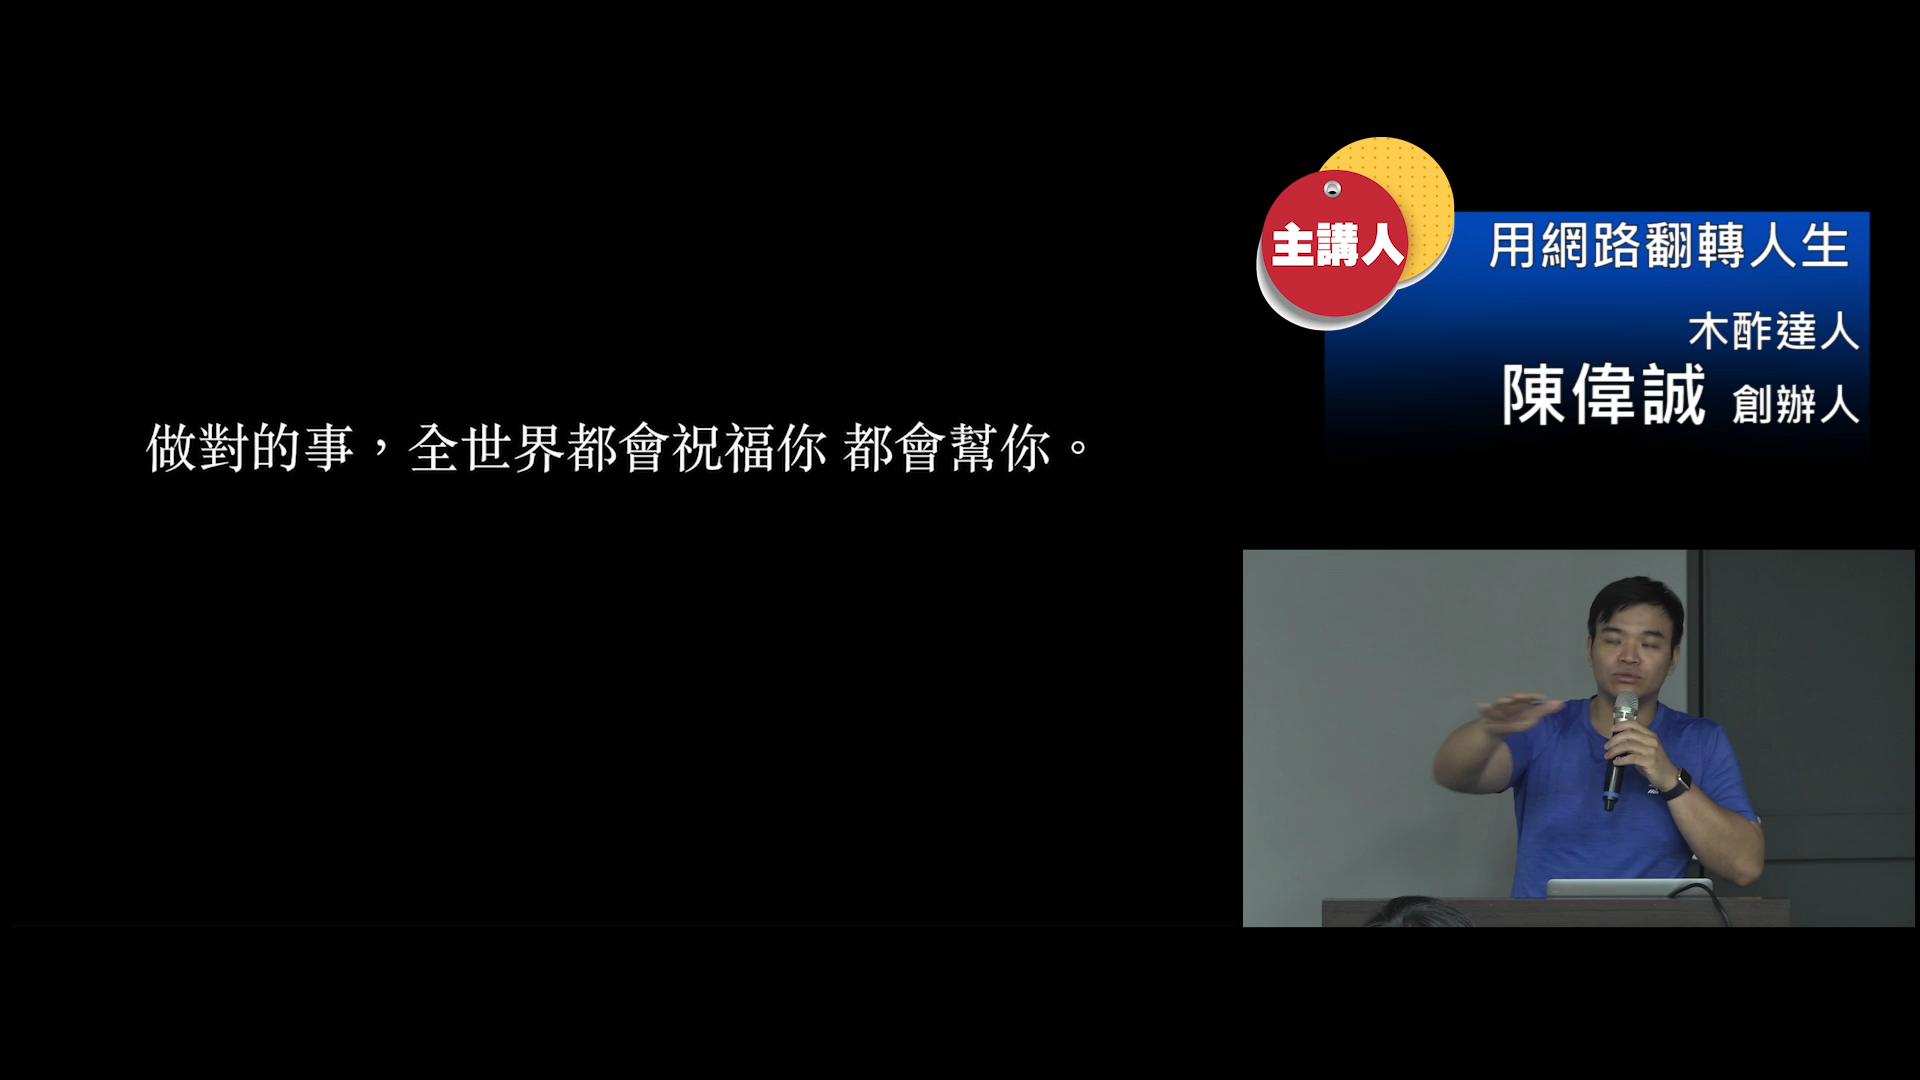 做對的事，全世界都會祝福你 都會幫你。
主講人
用網路翻轉人生
木酢達人
陳偉誠 創辦人